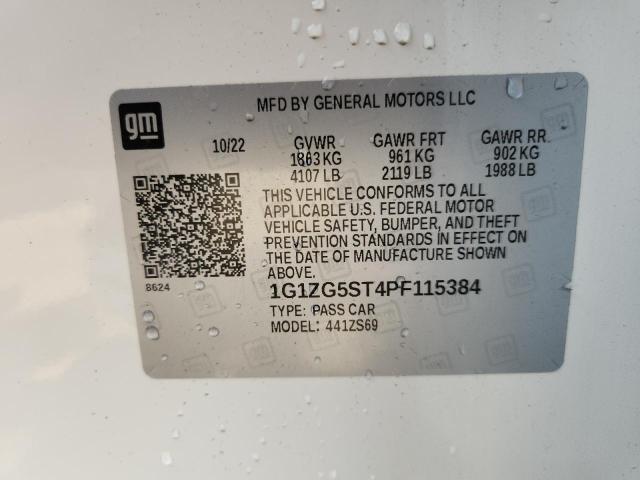 MFD BY GENERAL MOTORS LLC
gm
10/22 GVWR GAWR FRT GAWR RR
1863 KG 961 KG 902 KG
4107 LB 2119 LB 1988 LB
THIS VEHICLE CONFORMS TO ALL
APPLICABLE U.S. FEDERAL MOTOR
VEHICLE SAFETY, BUMPER, AND THEFT
PREVENTION STANDARDS IN EFFECT ON
THE DATE OF MANUFACTURE SHOWN
ABOVE.
8624
1G1ZG5ST4PF115384
TYPE: PASS CAR
MODEL: 441ZS69